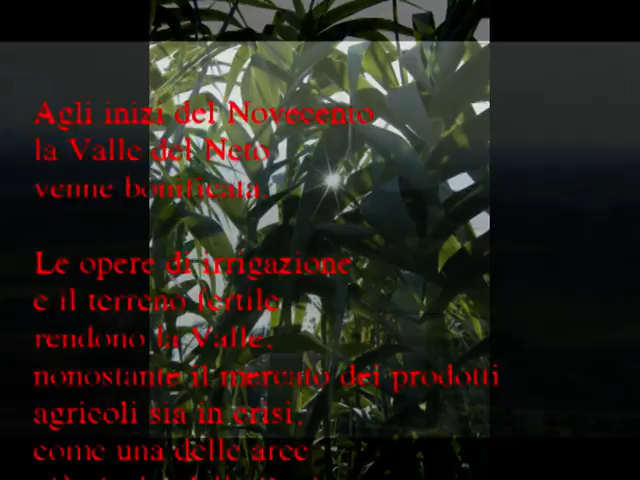 Agli inizi del Novecento
la Valle del Neto
venne bonificata.
Le opere di irrigazione
e il terreno fertile
rendono la Valle,
nonostante il mercato dei prodotti
agricoli sia in crisi,
come una delle aree